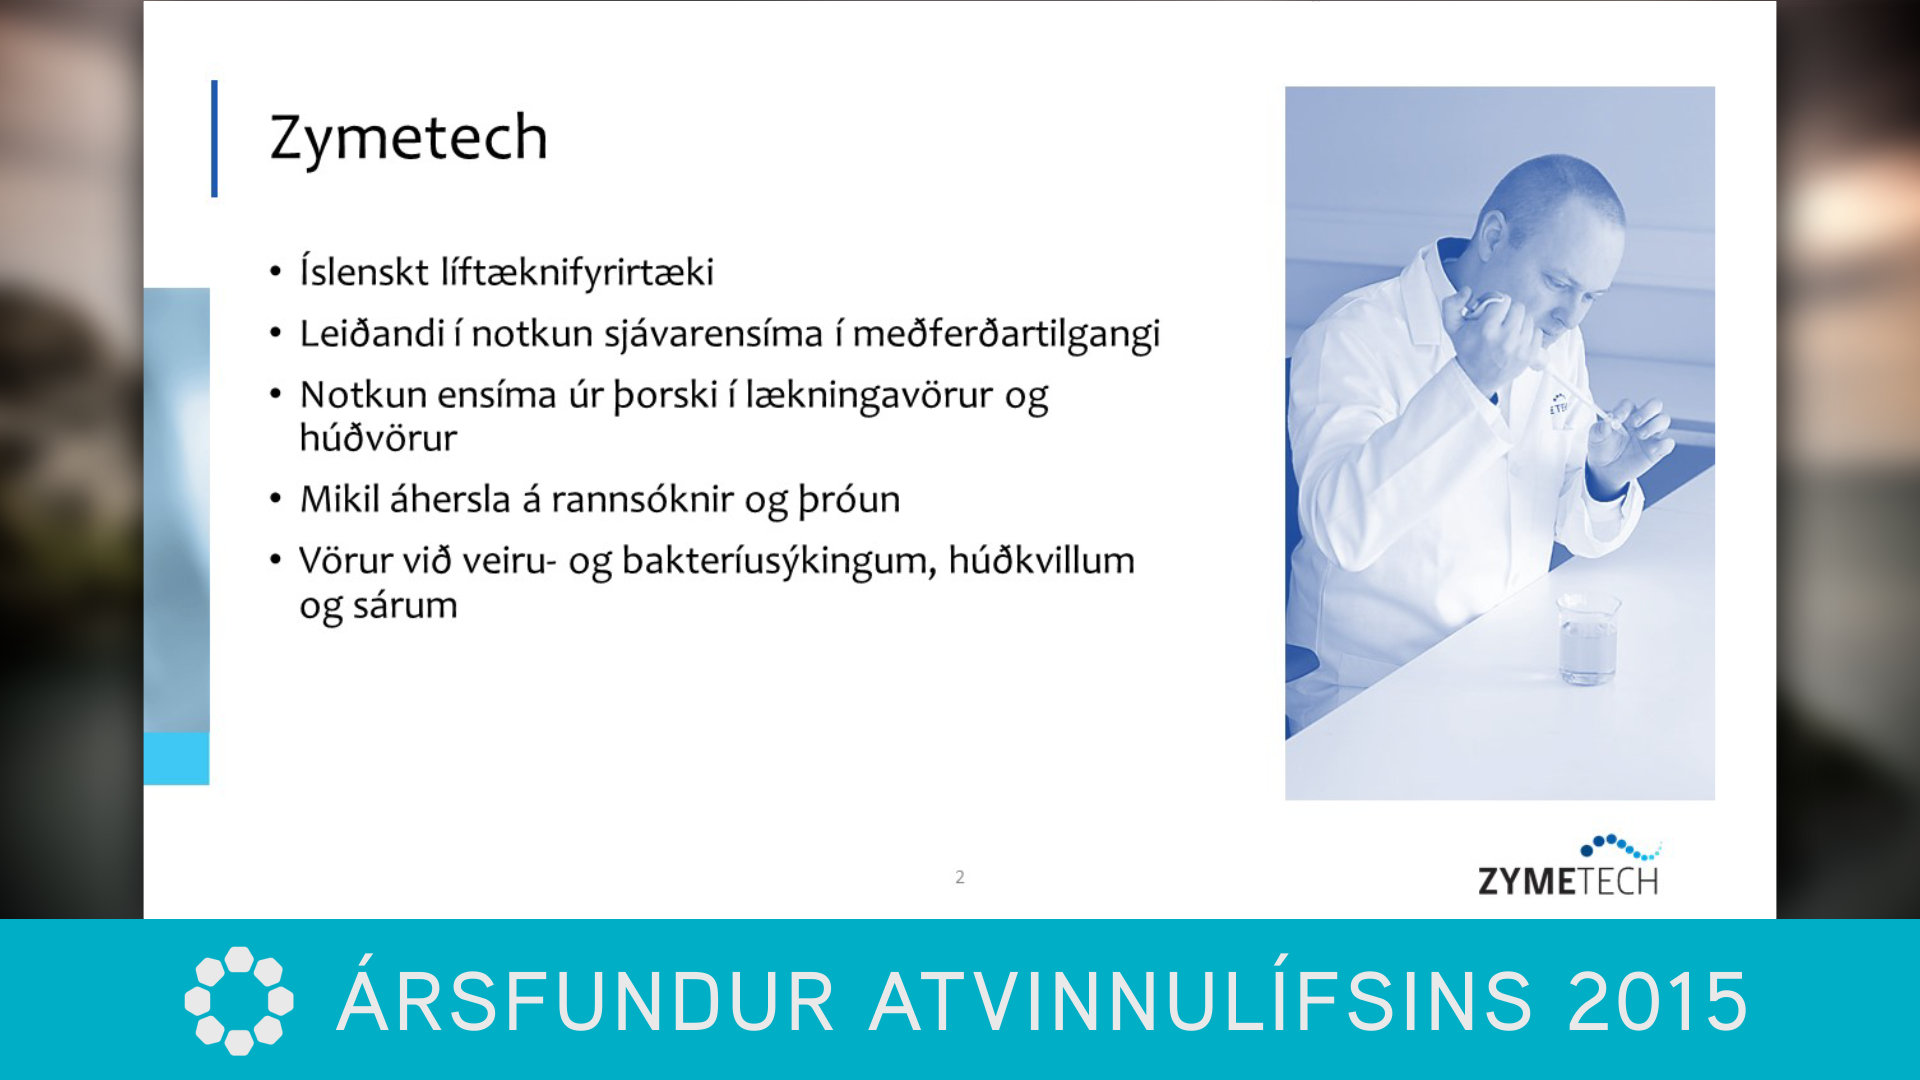 Zymetech
• Íslenskt líftæknifyrirtæki
• Leiðandi í notkun sjávarensíma í meðferðartilgangi
• Notkun ensíma úr þorski í lækningavörur og
húðvörur
• Mikil áhersla á rannsóknir og þróun
• Vörur við veiru- og bakteríusýkingum, húðkvillum
og sárum
2
ZYMETECH
ÁRSFUNDUR ATVINNULÍFSINS 2015